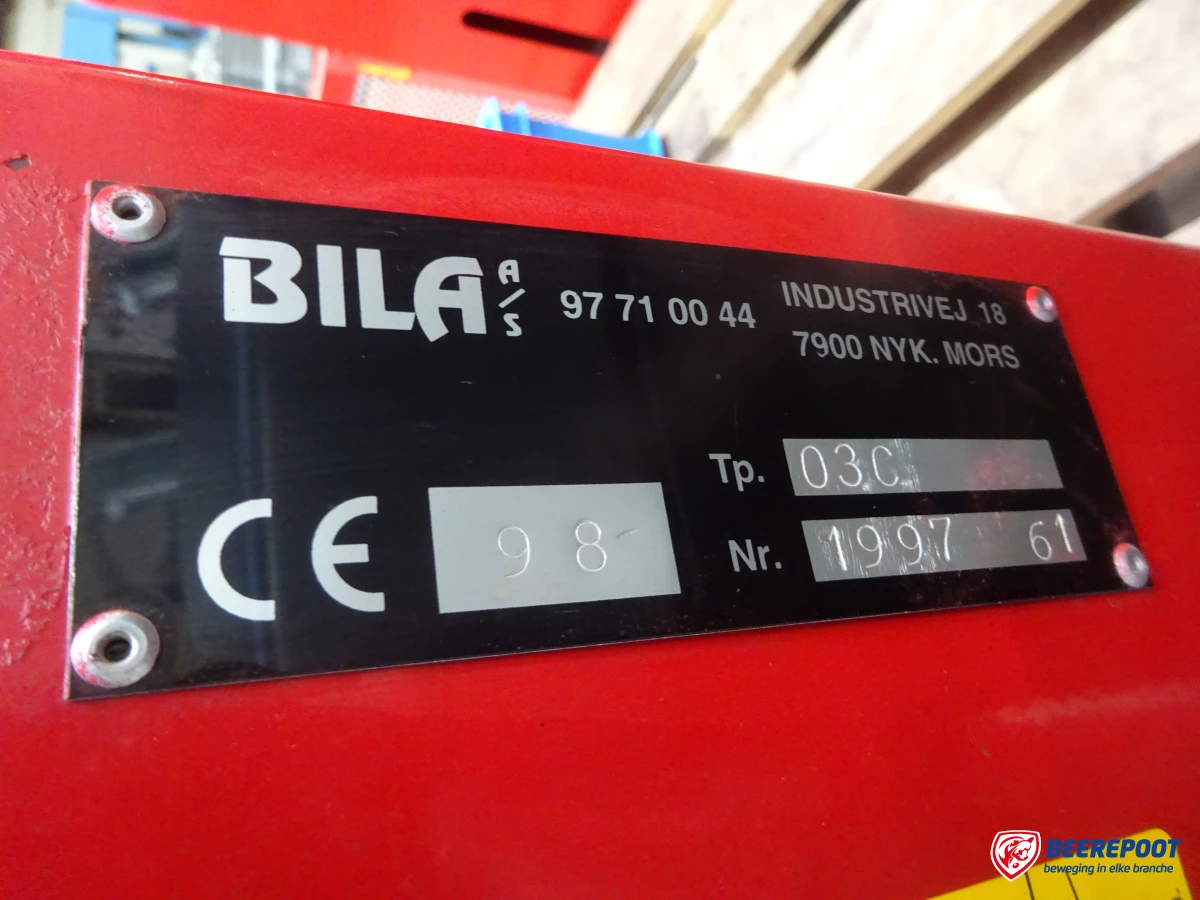 BILA A/S 97 71 00 44 INDUSTRIVEJ 18
7900 NYK. MORS
Tp. 03C
CE 98 Nr. 1997 61
BEEREPOOT
beweging in elke branche